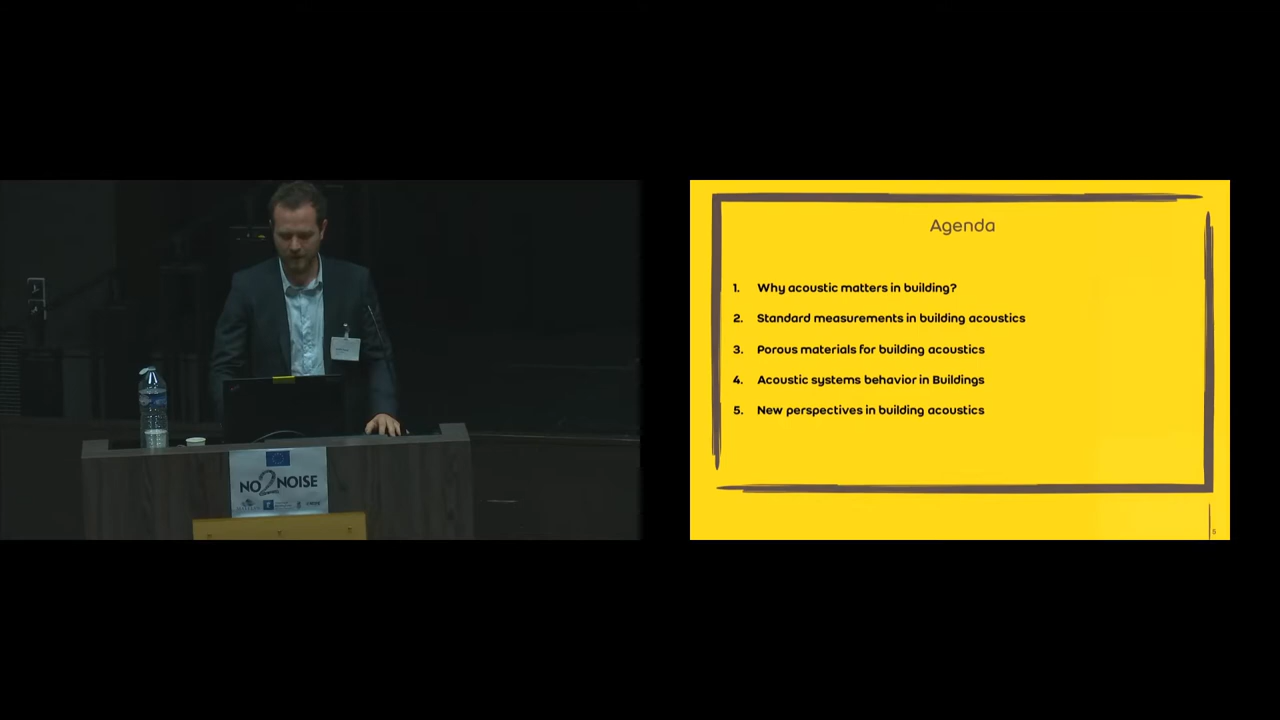 NO2NOISE
Agenda
1. Why acoustic matters in building?
2. Standard measurements in building acoustics
3. Porous materials for building acoustics
4. Acoustic systems behavior in Buildings
5. New perspectives in building acoustics